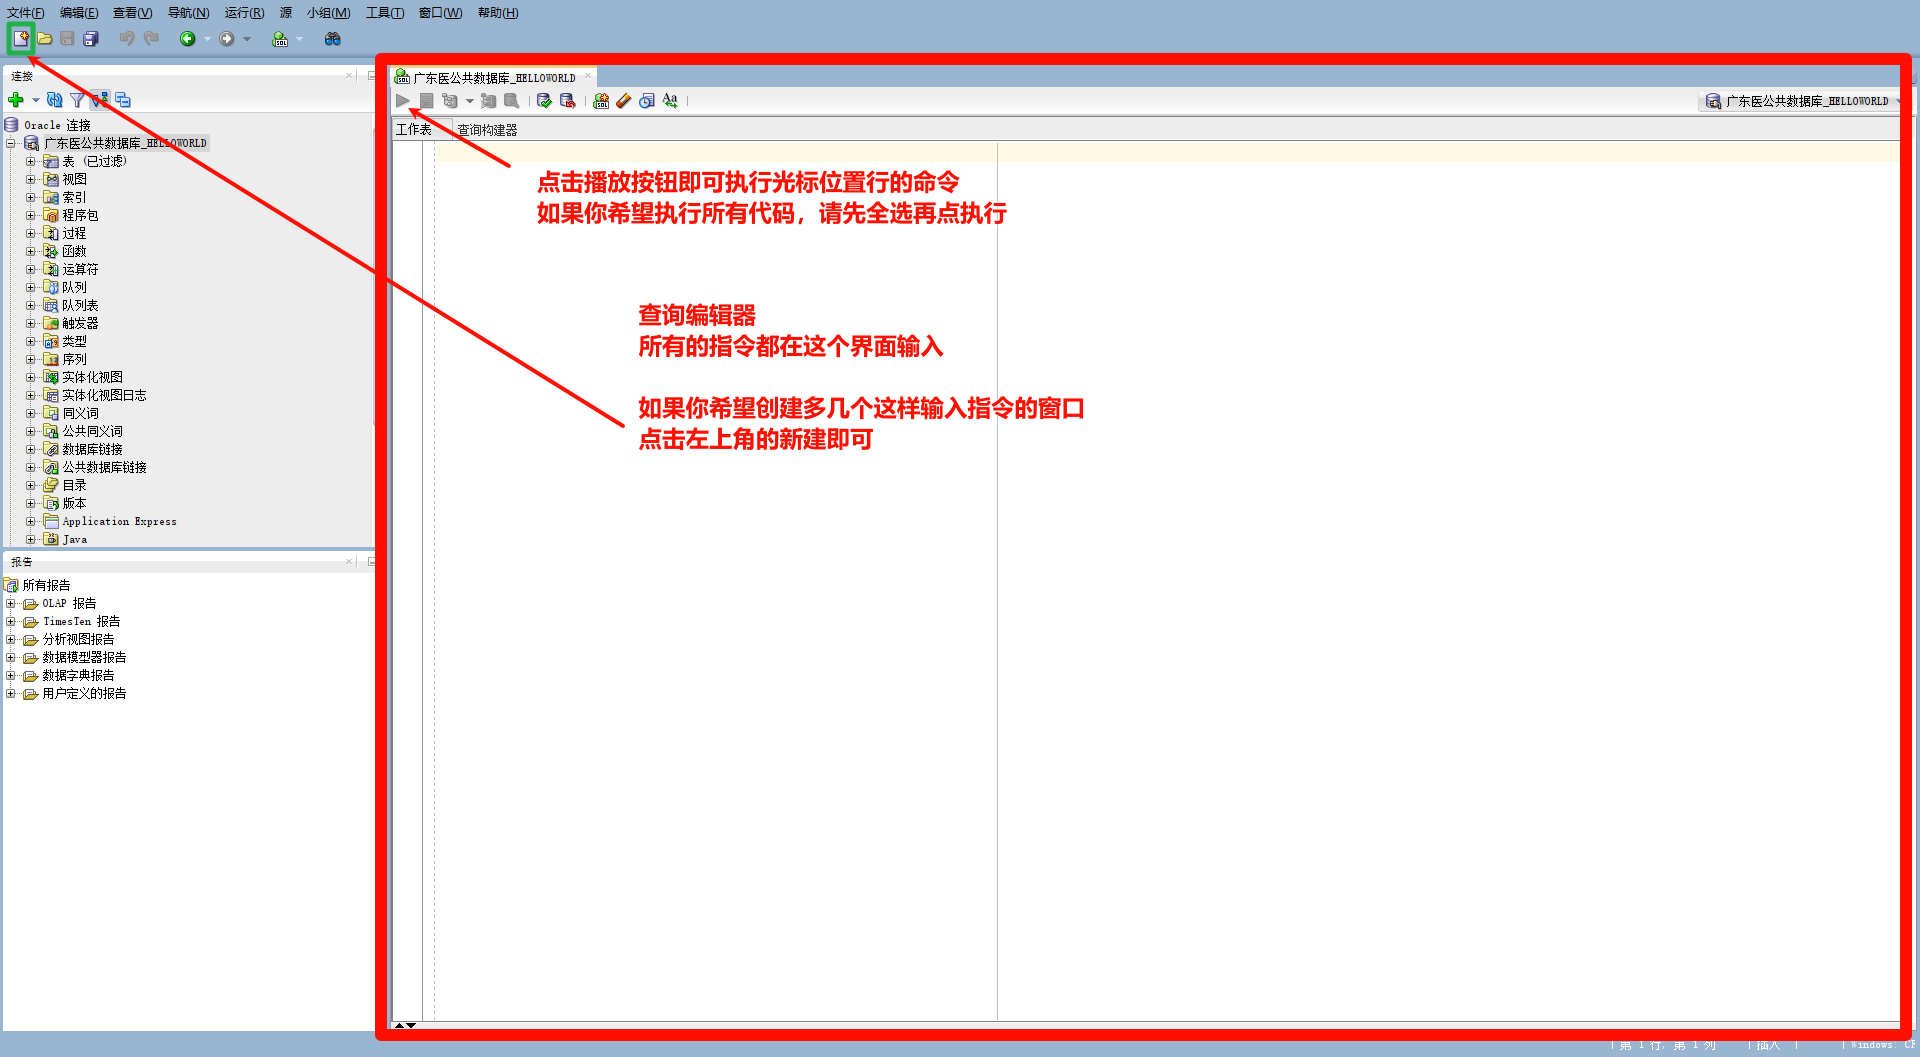 文件(F) 编辑(E) 查看(V) 导航(N) 运行(R) 源 小组(M) 工具(T) 窗口(W) 帮助(H)
连接
Oracle 连接
广东医公共数据库_HELLOWORLD
表 (已过滤)
视图
索引
程序包
过程
函数
运算符
队列
队列表
触发器
类型
序列
实体化视图
实体化视图日志
同义词
公共同义词
数据库链接
公共数据库链接
目录
版本
Application Express
Java
报告
所有报告
OLAP 报告
TimesTen 报告
分析视图报告
数据模型器报告
数据字典报告
用户定义的报告
广东医公共数据库_HELLOWORLD
Aa
广东医公共数据库_HELLOWORLD
工作表 查询构建器
点击播放按钮即可执行光标位置行的命令
如果你希望执行所有代码，请先全选再点执行
查询编辑器
所有的指令都在这个界面输入
如果你希望创建多几个这样输入指令的窗口
点击左上角的新建即可
第 1 行, 第 1 列 插入 Windows: CF